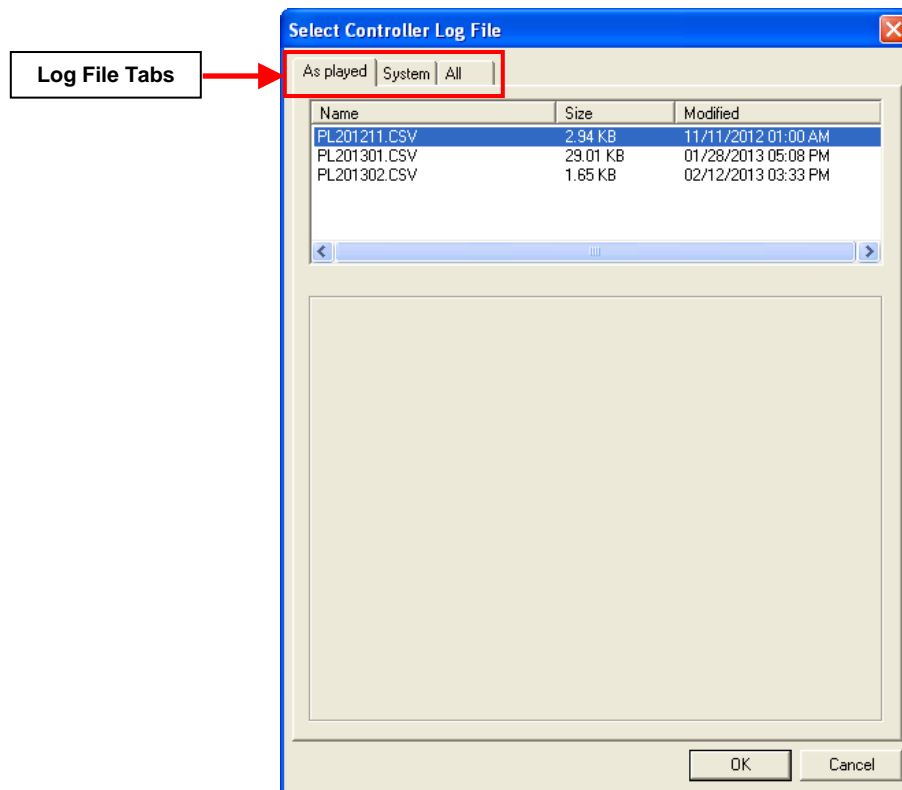 Select Controller Log File
Log File Tabs
As played System All
Name Size Modified
PL201211.CSV 2.94 KB 11/11/2012 01:00 AM
PL201301.CSV 29.01 KB 01/28/2013 05:08 PM
PL201302.CSV 1.65 KB 02/12/2013 03:33 PM
OK Cancel